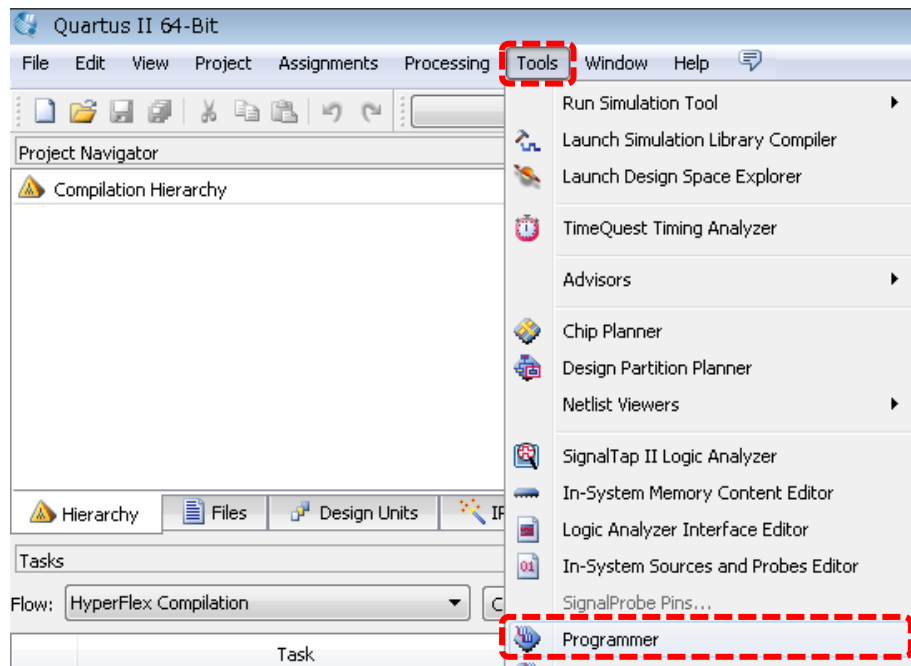 Quartus II 64-Bit
File Edit View Project Assignments Processing Tools Window Help
Run Simulation Tool
Launch Simulation Library Compiler
Launch Design Space Explorer
TimeQuest Timing Analyzer
Advisors
Chip Planner
Design Partition Planner
Netlist Viewers
SignalTap II Logic Analyzer
In-System Memory Content Editor
Logic Analyzer Interface Editor
In-System Sources and Probes Editor
SignalProbe Pins...
Programmer
Project Navigator
Compilation Hierarchy
Hierarchy Files Design Units
Tasks
Flow: HyperFlex Compilation
Task